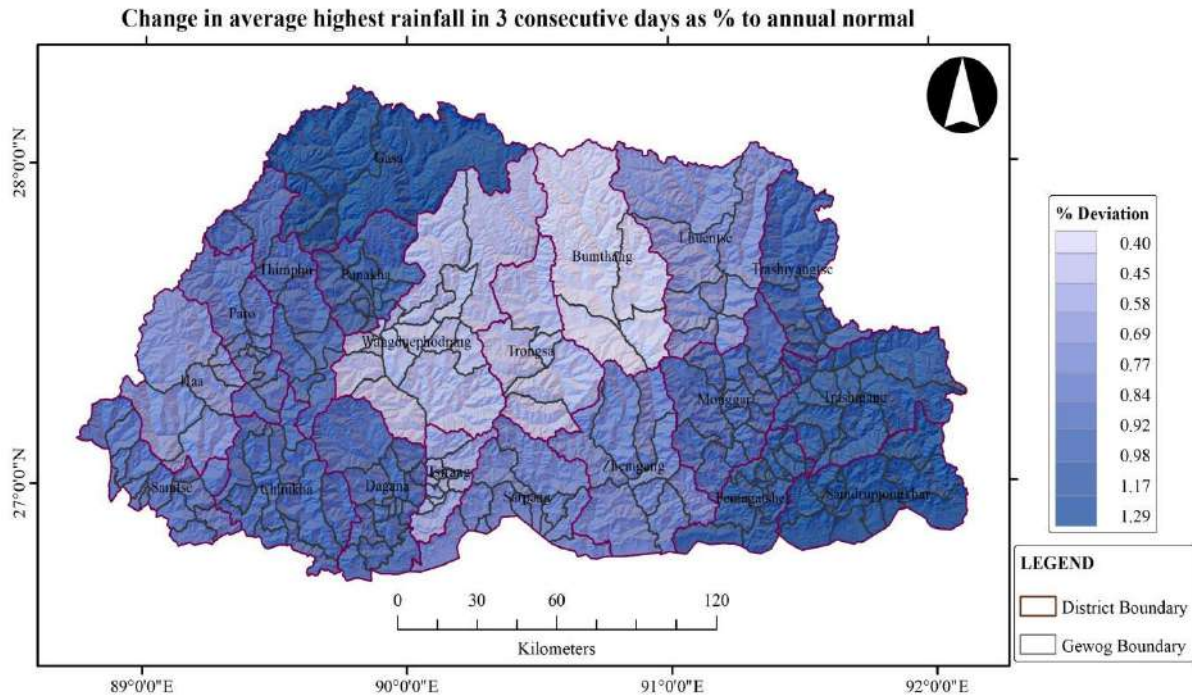 Change in average highest rainfall in 3 consecutive days as % to annual normal
28°0'0"N
27°0'0"N
Gasa
Thimphu
Punakha
Paro
Haa
Wangduephodrang
Trongsa
Bumthang
Lhuentse
Trashiyangtse
Monggar
Trashigang
Samtse
Chhukha
Dagana
Tsirang
Sarpang
Zhemgang
Pemagatshel
Samdrupjongkhar
% Deviation
0.40
0.45
0.58
0.69
0.77
0.84
0.92
0.98
1.17
1.29
LEGEND
District Boundary
Gewog Boundary
0 30 60 120
Kilometers
89°0'0"E 90°0'0"E 91°0'0"E 92°0'0"E